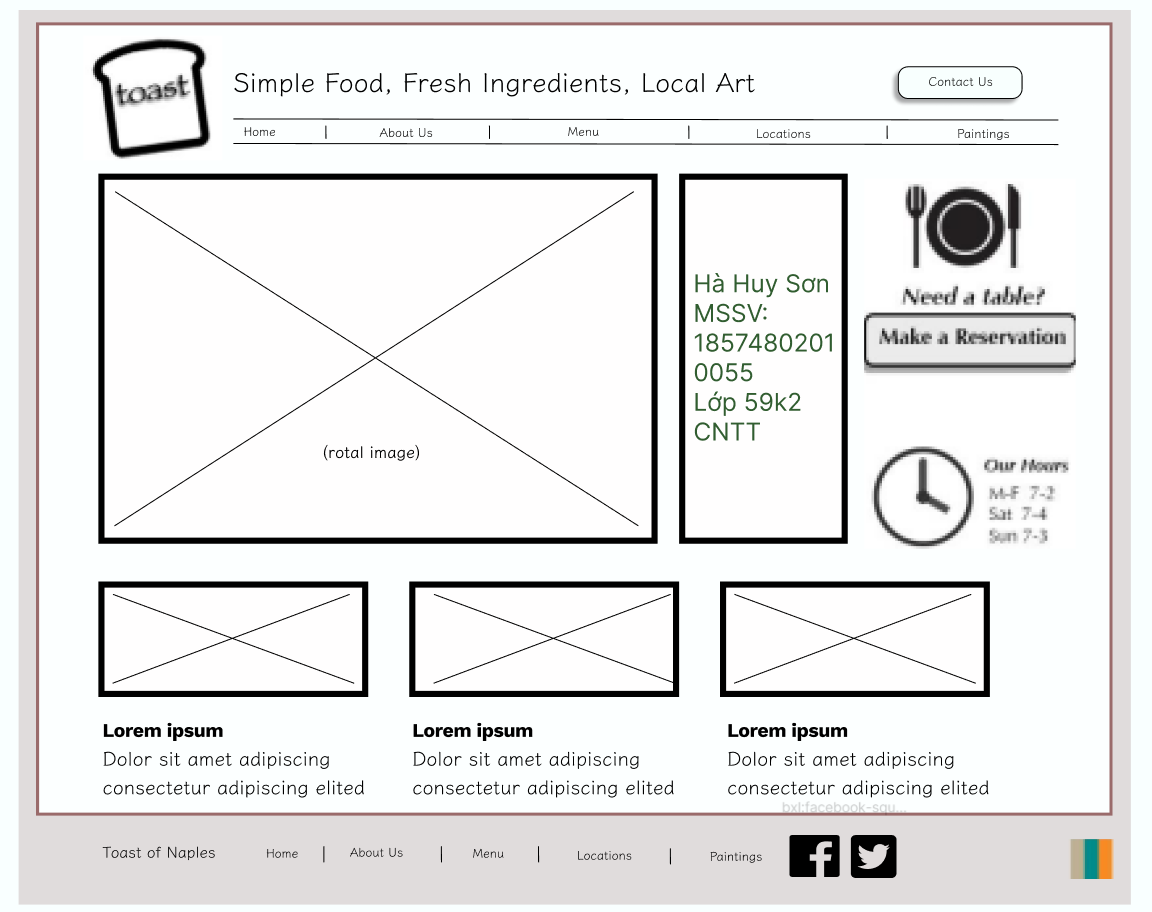 toast
Simple Food, Fresh Ingredients, Local Art
Contact Us
Home
About Us
Menu
Locations
Paintings
(rotal image)
Hà Huy Sơn
MSSV:
1857480201
0055
Lớp 59k2
CNTT
Need a table?
Make a Reservation
Our Hours
M-F 7-2
Sat 7-4
Sun 7-3
Lorem ipsum
Dolor sit amet adipiscing
consectetur adipiscing elited
Lorem ipsum
Dolor sit amet adipiscing
consectetur adipiscing elited
Lorem ipsum
Dolor sit amet adipiscing
consectetur adipiscing elited
bxl:facebook-squ...
Toast of Naples
Home
About Us
Menu
Locations
Paintings